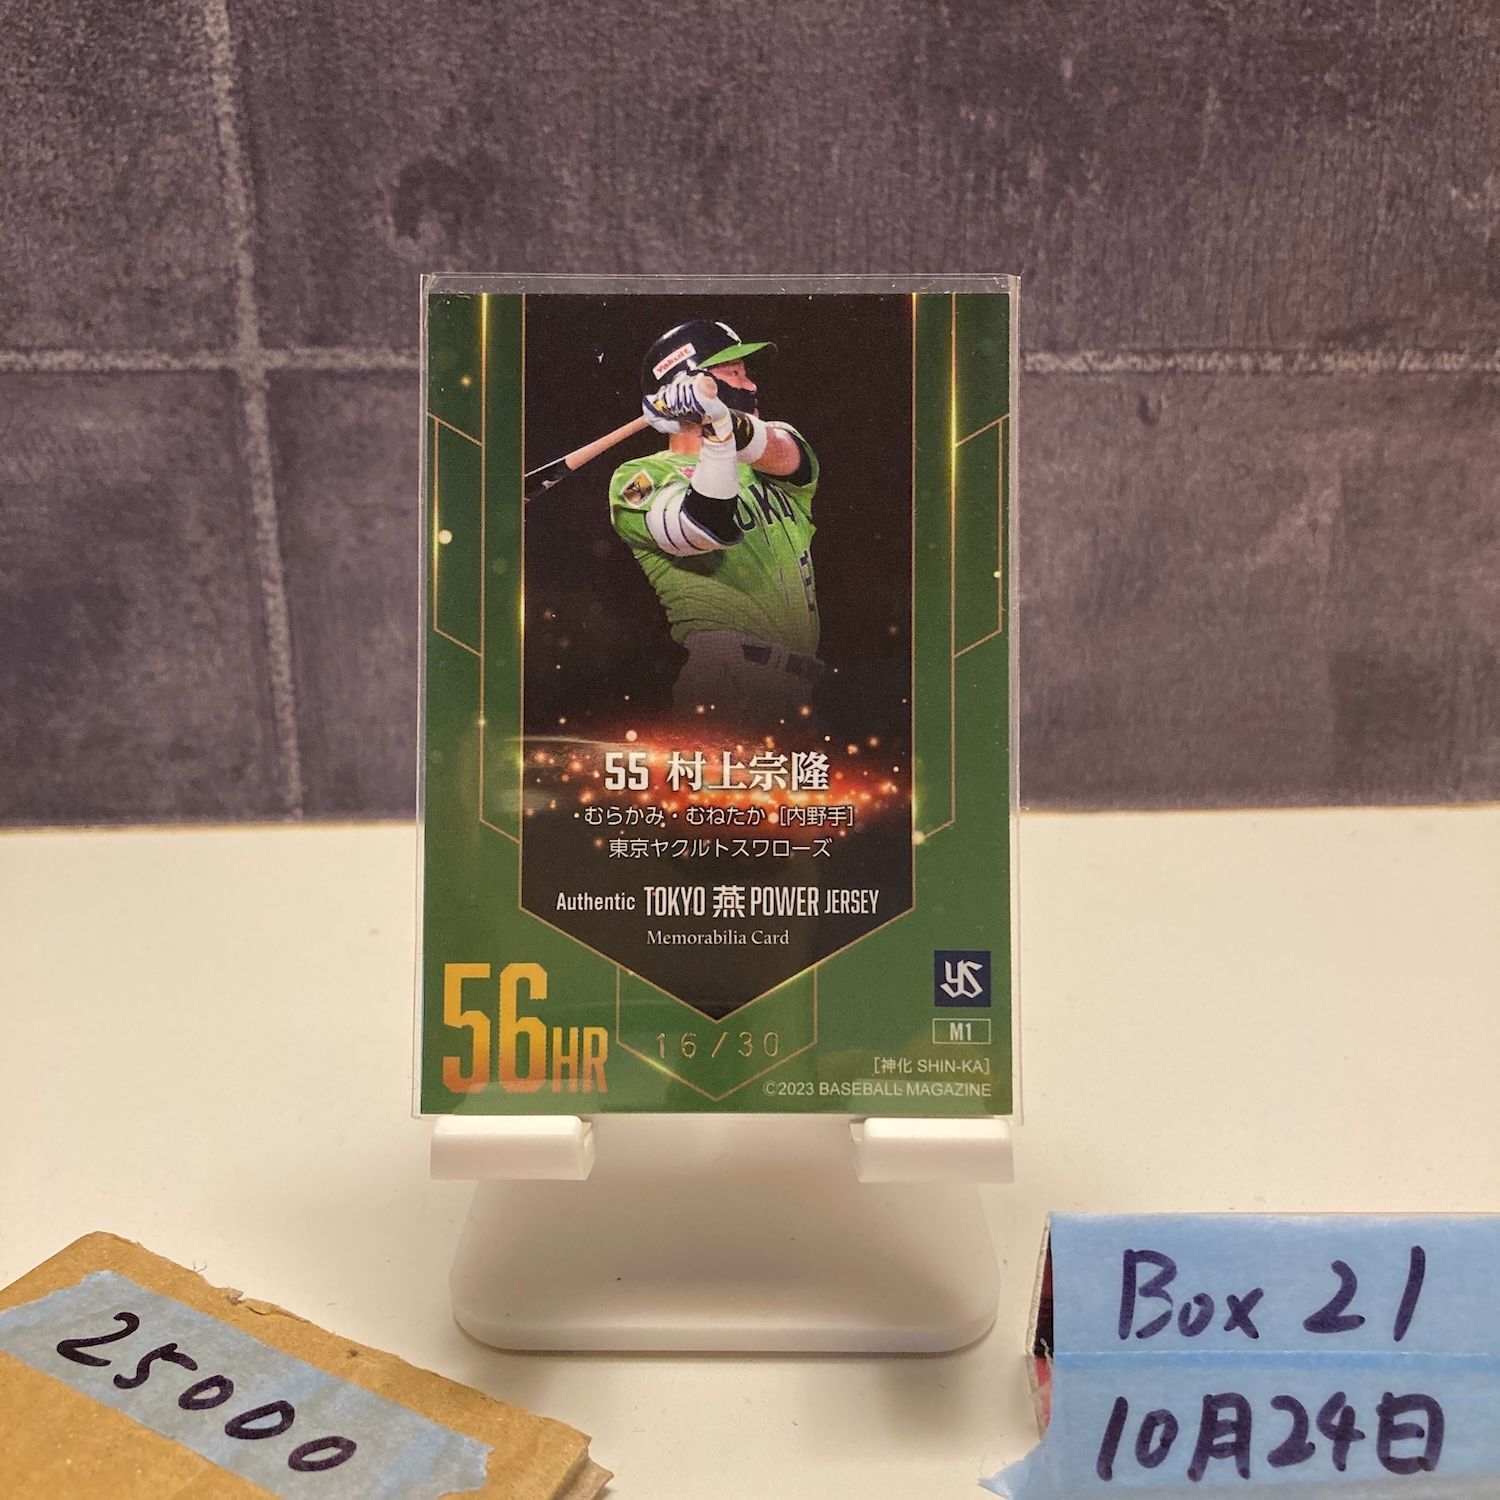 Yakult
55 村上宗隆
むらかみ・むねたか [内野手]
東京ヤクルトスワローズ
Authentic TOKYO 燕 POWER JERSEY
Memorabilia Card
56HR
16/30
YS
M1
[神化 SHIN-KA]
©2023 BASEBALL MAGAZINE
25000
Box 21
10月24日